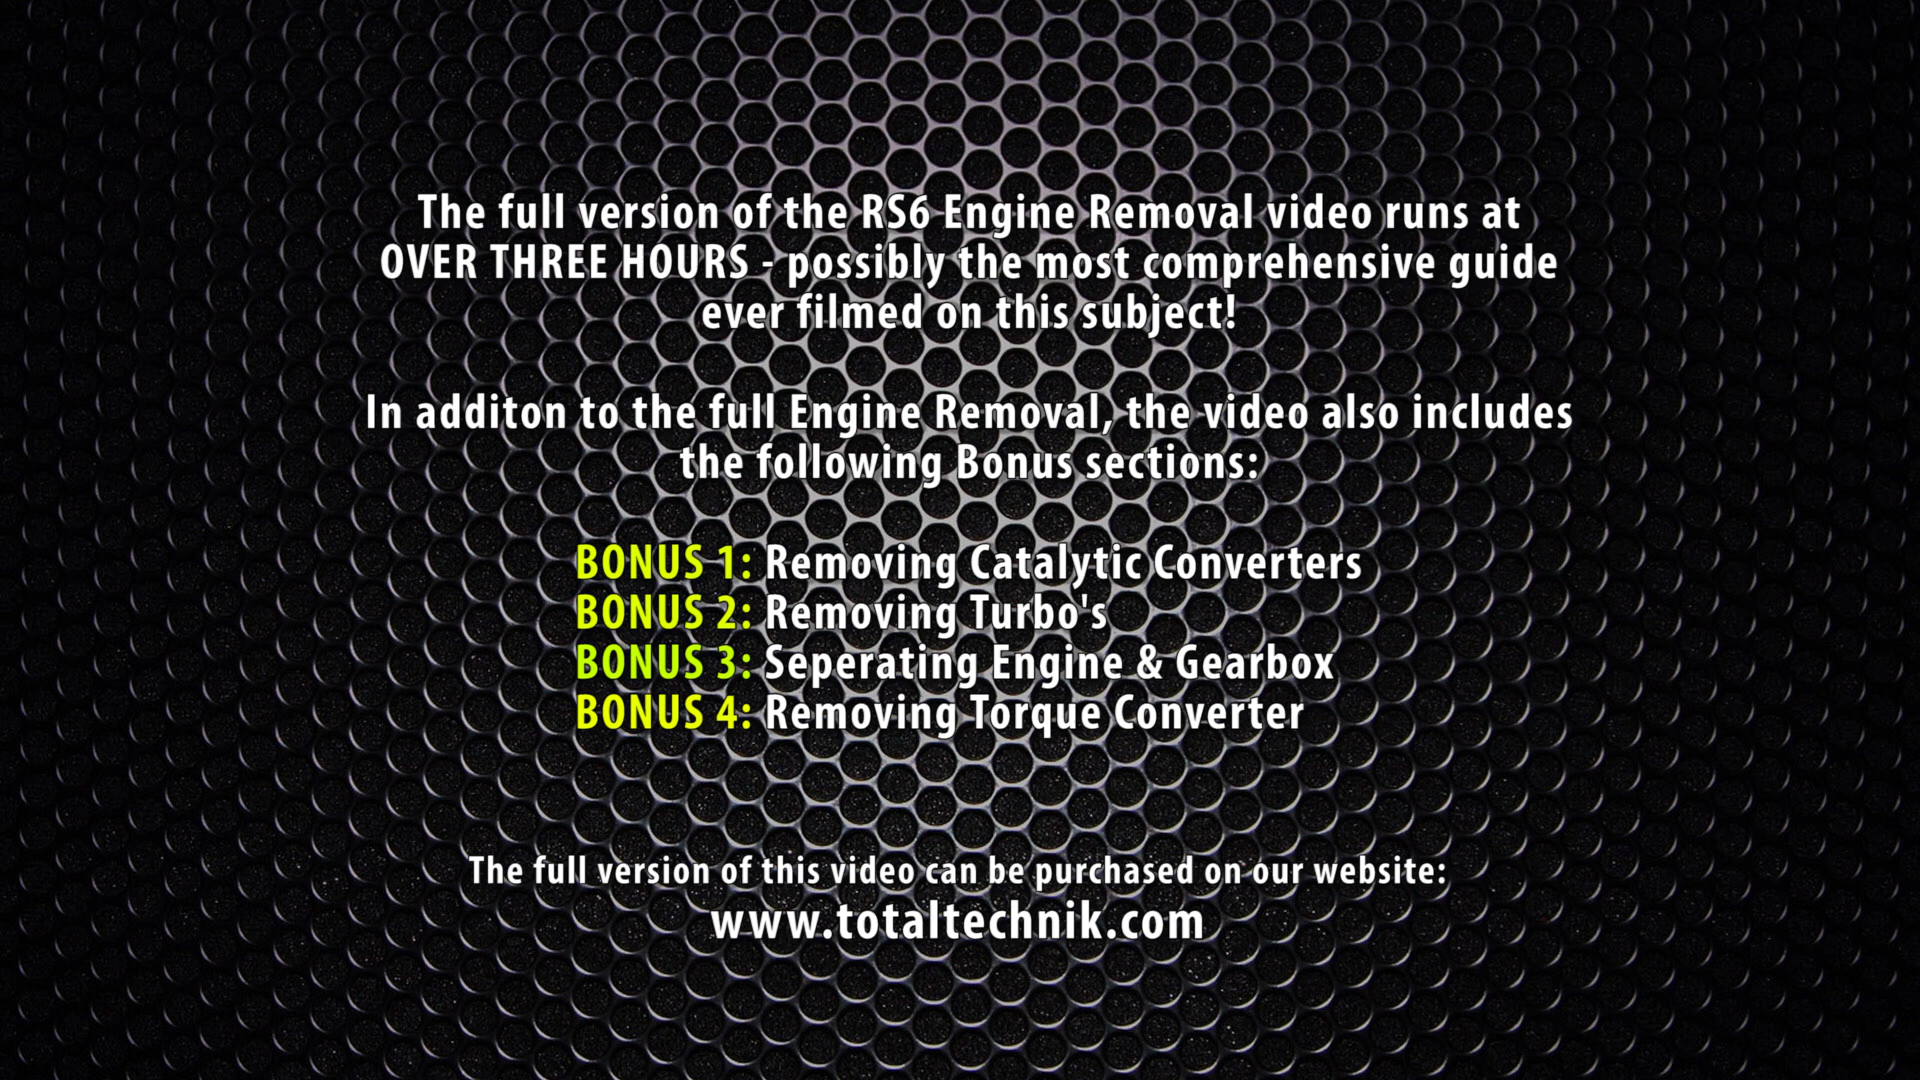 The full version of the RS6 Engine Removal video runs at
OVER THREE HOURS - possibly the most comprehensive guide
ever filmed on this subject!
In additon to the full Engine Removal, the video also includes
the following Bonus sections:
BONUS 1: Removing Catalytic Converters
BONUS 2: Removing Turbo's
BONUS 3: Seperating Engine & Gearbox
BONUS 4: Removing Torque Converter
The full version of this video can be purchased on our website:
www.totaltechnik.com